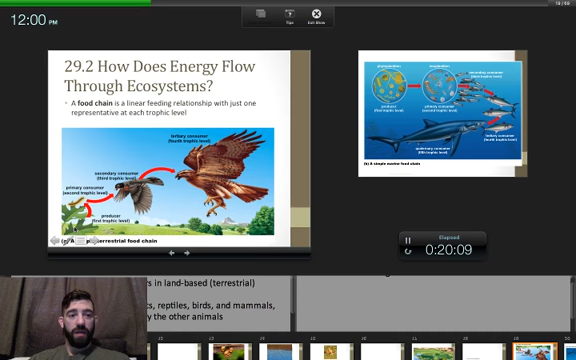 12:00 PM
Tips
Exit Show
29.2 How Does Energy Flow
Through Ecosystems?
• A food chain is a linear feeding relationship with just one
representative at each trophic level
tertiary consumer
(fourth trophic level)
secondary consumer
(third trophic level)
primary consumer
(second trophic level)
producer
(first trophic level)
terrestrial food chain
phytoplankton
zooplankton
secondary consumer
(third trophic level)
producer
(first trophic level)
primary consumer
(second trophic level)
tertiary consumer
(fourth trophic level)
quaternary consumer
(fifth trophic level)
(b) A simple marine food chain
Elapsed
0:20:09
rs in land-based (terrestrial)
ts, reptiles, birds, and mammals,
y the other animals